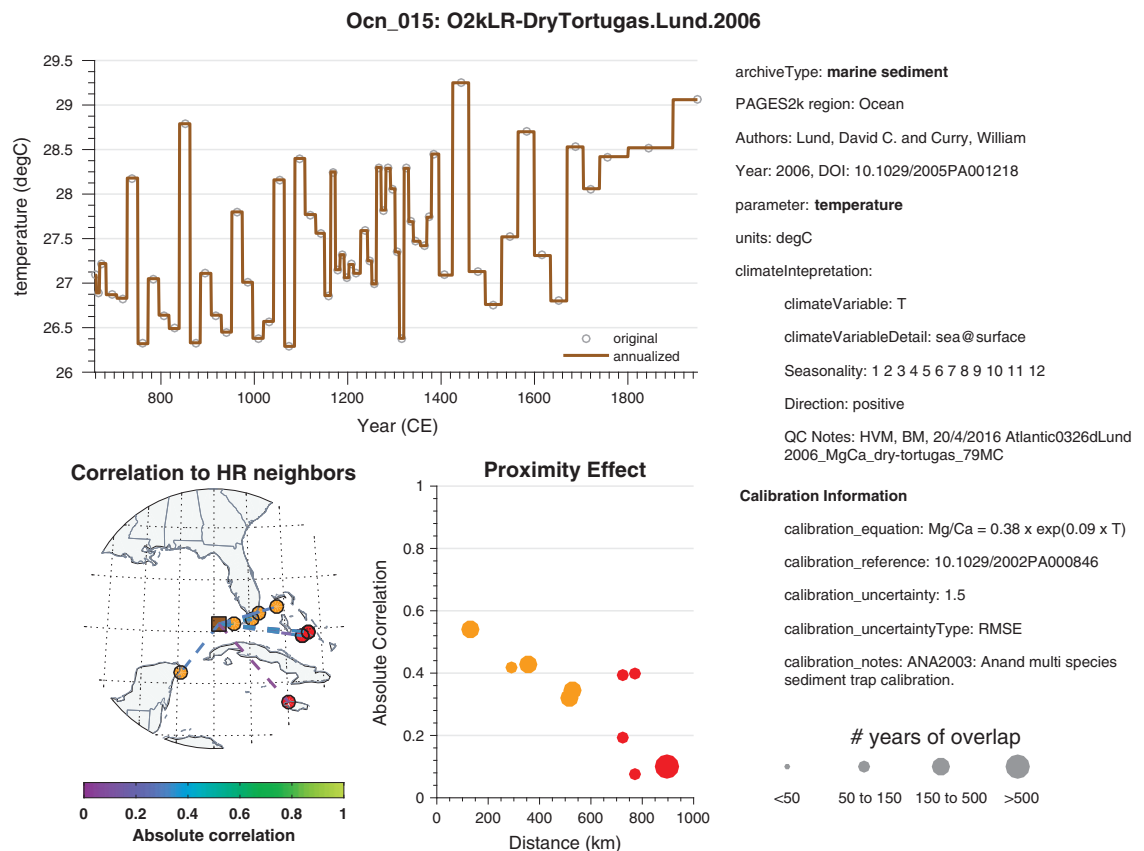 Ocn_015: O2kLR-DryTortugas.Lund.2006
29.5
29
28.5
28
27.5
27
26.5
26
temperature (degC)
800
1000
1200
1400
1600
1800
Year (CE)
original
annualized
archiveType: marine sediment
PAGES2k region: Ocean
Authors: Lund, David C. and Curry, William
Year: 2006, DOI: 10.1029/2005PA001218
parameter: temperature
units: degC
climateIntepretation:
climateVariable: T
climateVariableDetail: sea@surface
Seasonality: 1 2 3 4 5 6 7 8 9 10 11 12
Direction: positive
QC Notes: HVM, BM, 20/4/2016 Atlantic0326dLund
2006_MgCa_dry-tortugas_79MC
Calibration Information
calibration_equation: Mg/Ca = 0.38 x exp(0.09 x T)
calibration_reference: 10.1029/2002PA000846
calibration_uncertainty: 1.5
calibration_uncertaintyType: RMSE
calibration_notes: ANA2003: Anand multi species
sediment trap calibration.
Correlation to HR neighbors
0 0.2 0.4 0.6 0.8 1
Absolute correlation
Proximity Effect
1
0.8
0.6
0.4
0.2
0
Absolute Correlation
0 200 400 600 800 1000
Distance (km)
# years of overlap
<50 50 to 150 150 to 500 >500